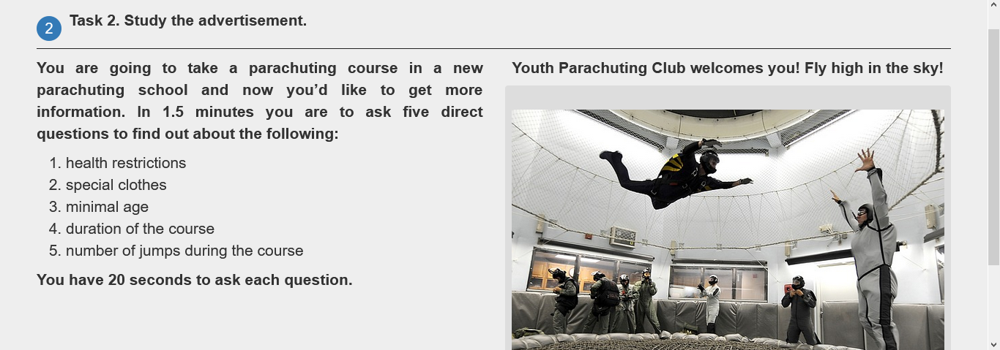 2
Task 2. Study the advertisement.
You are going to take a parachuting course in a new
parachuting school and now you’d like to get more
information. In 1.5 minutes you are to ask five direct
questions to find out about the following:
1. health restrictions
2. special clothes
3. minimal age
4. duration of the course
5. number of jumps during the course
You have 20 seconds to ask each question.
Youth Parachuting Club welcomes you! Fly high in the sky!